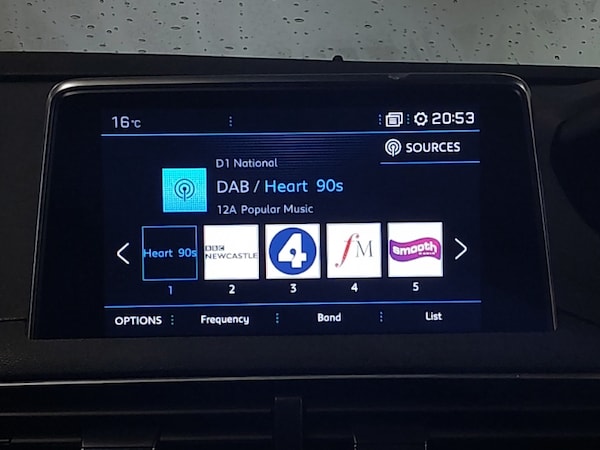 16°C
20:53
SOURCES
D1 National
DAB / Heart 90s
12A Popular Music
Heart 90s
BBC
NEWCASTLE
4
fM
smooth
1 2 3 4 5
OPTIONS Frequency Band List